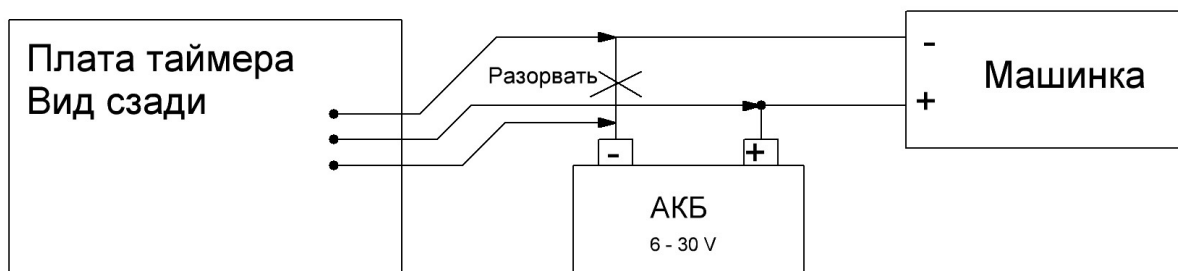 Плата таймера
Вид сзади
Разорвать
-
+
Машинка
-
+
АКБ
6 - 30 V